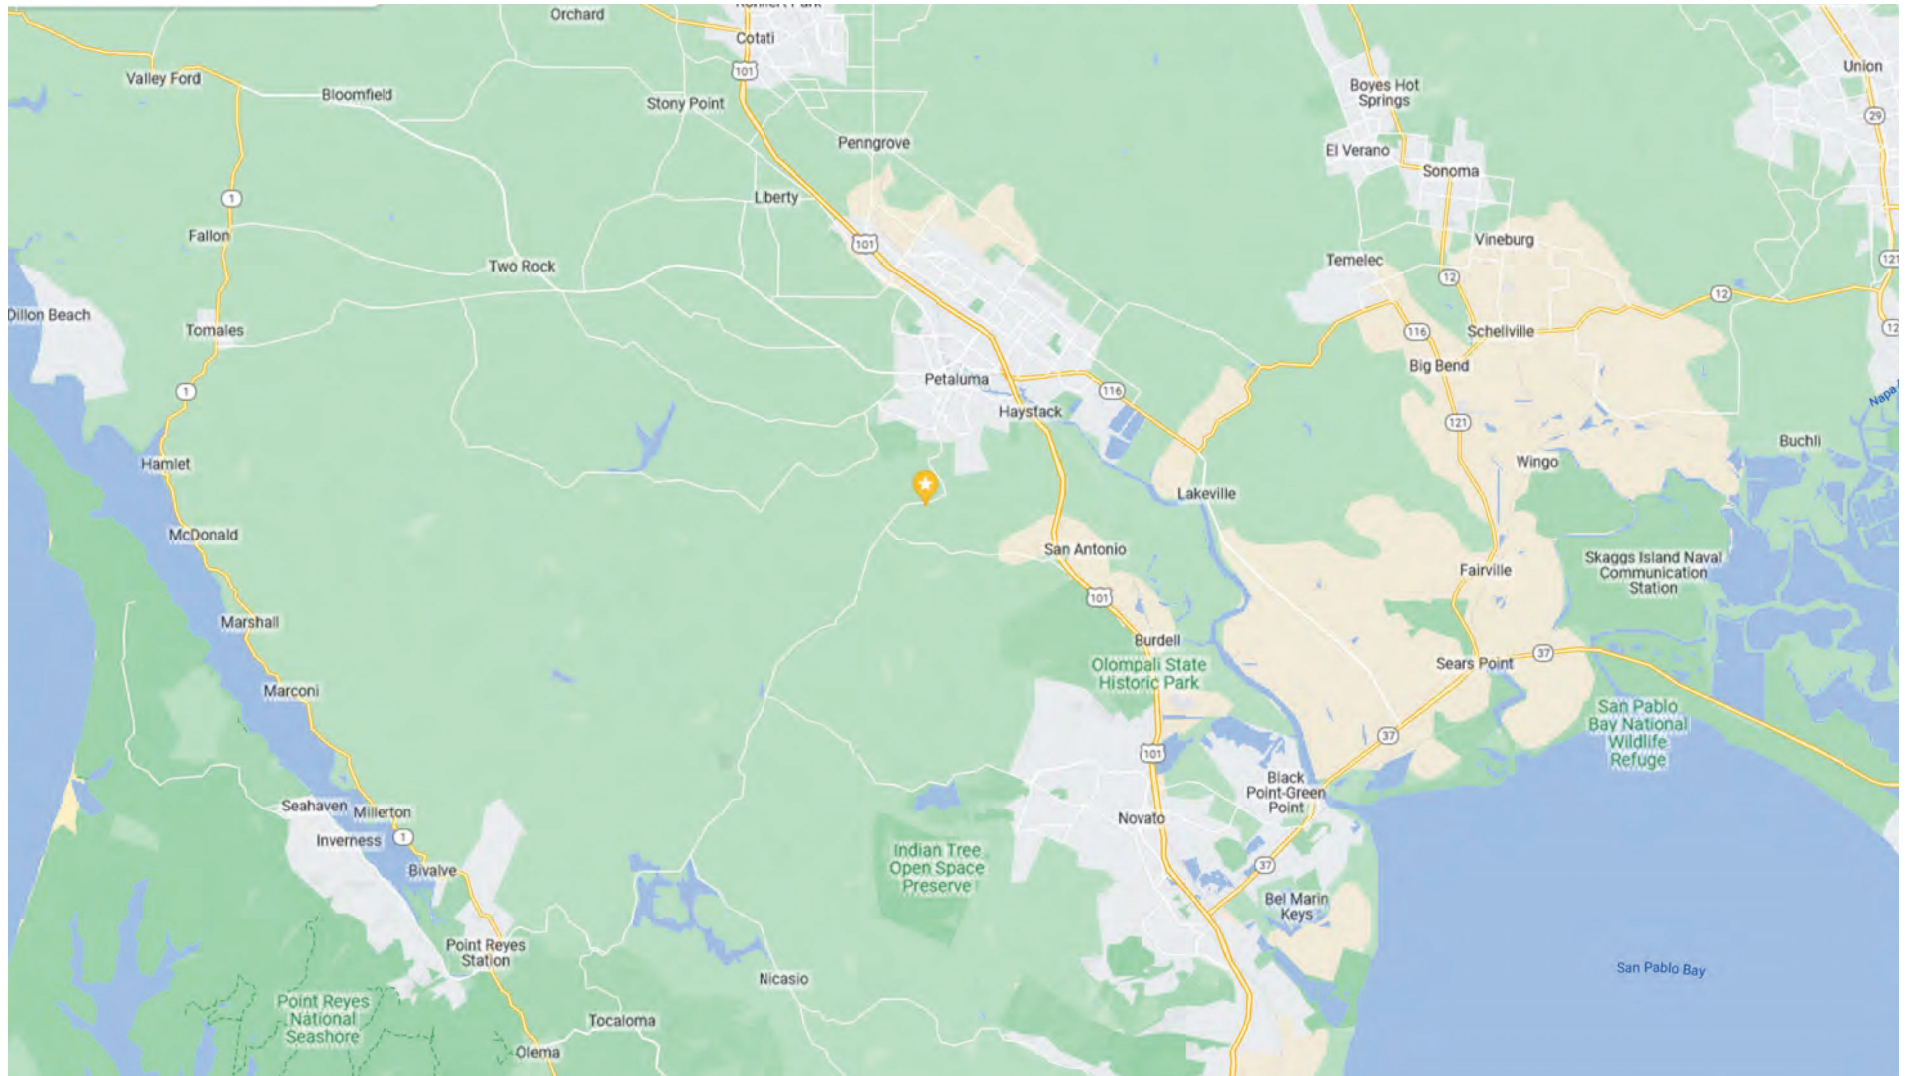 Orchard
Cotati
101
Valley Ford
Bloomfield
Stony Point
Boyes Hot
Springs
Union
29
Penngrove
El Verano
Sonoma
1
Lberty
Fallon
101
Vineburg
Two Rock
Temelec
121
12
12
Dillon Beach
Tomales
116
Schellville
12
Big Bend
Petaluma
1
116
Haystack
121
Napa
Buchli
Hamlet
Wingo
Lakeville
McDonald
San Antonio
Skaggs Island Naval
Communication
Station
Fairville
101
Marshall
Burdell
Olompali State
Historic Park
Sears Point
37
Marconi
San Pablo
Bay National
Wildlife
Refuge
37
101
Black
Point-Green
Point
Seahaven
Millerton
Novato
Inverness
1
Indian Tree
Open Space
Preserve
Bivalve
37
Bel Marin
Keys
Point Reyes
Station
Nicasio
San Pablo Bay
Point Reyes
National
Seashore
Tocaloma
Olema